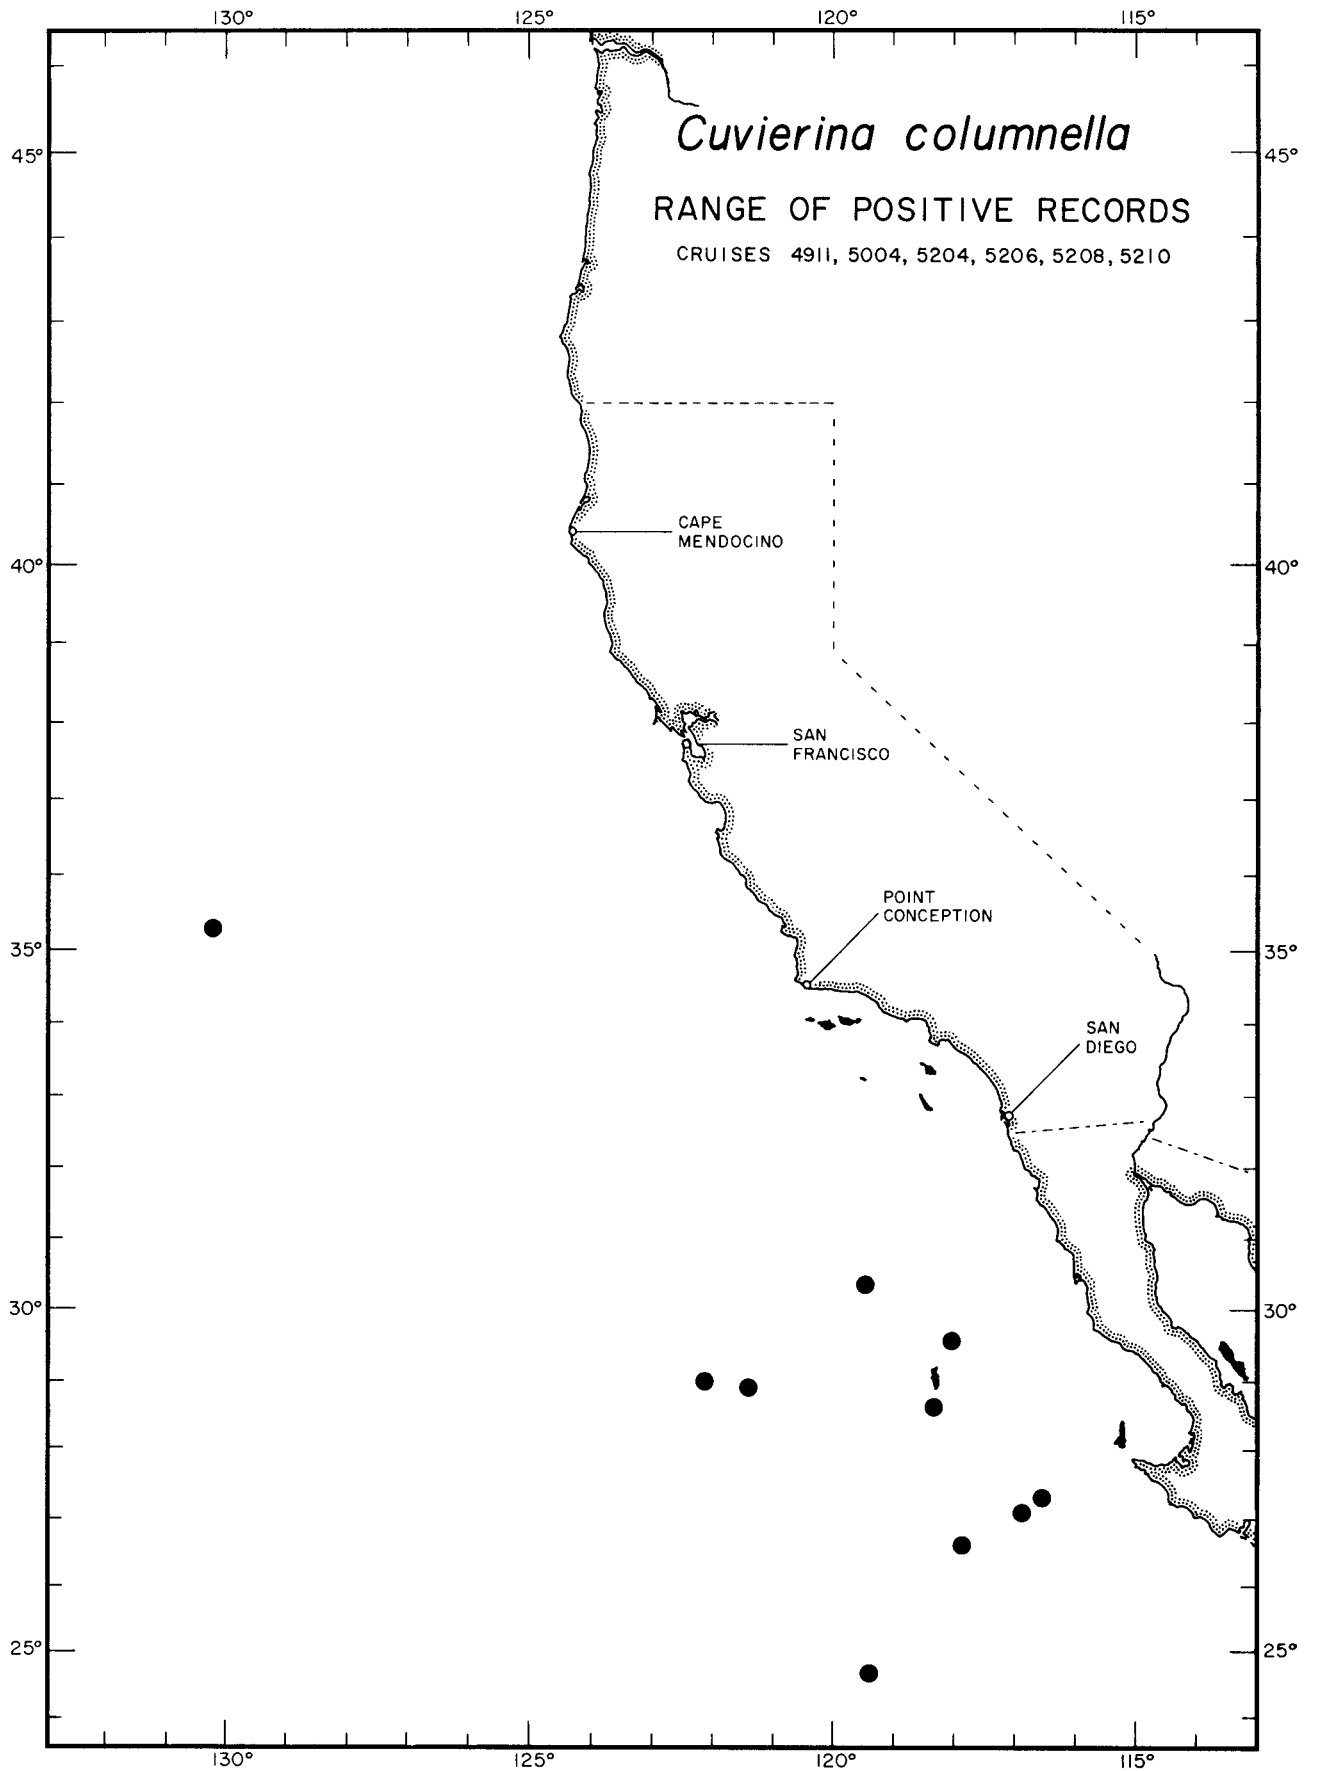 130° 125° 120° 115°
Cuvierina columnella
45° 45°
RANGE OF POSITIVE RECORDS
CRUISES 4911, 5004, 5204, 5206, 5208, 5210
CAPE
MENDOCINO
40° 40°
SAN
FRANCISCO
POINT
CONCEPTION
35° 35°
SAN
DIEGO
30° 30°
25° 25°
130° 125° 120° 115°